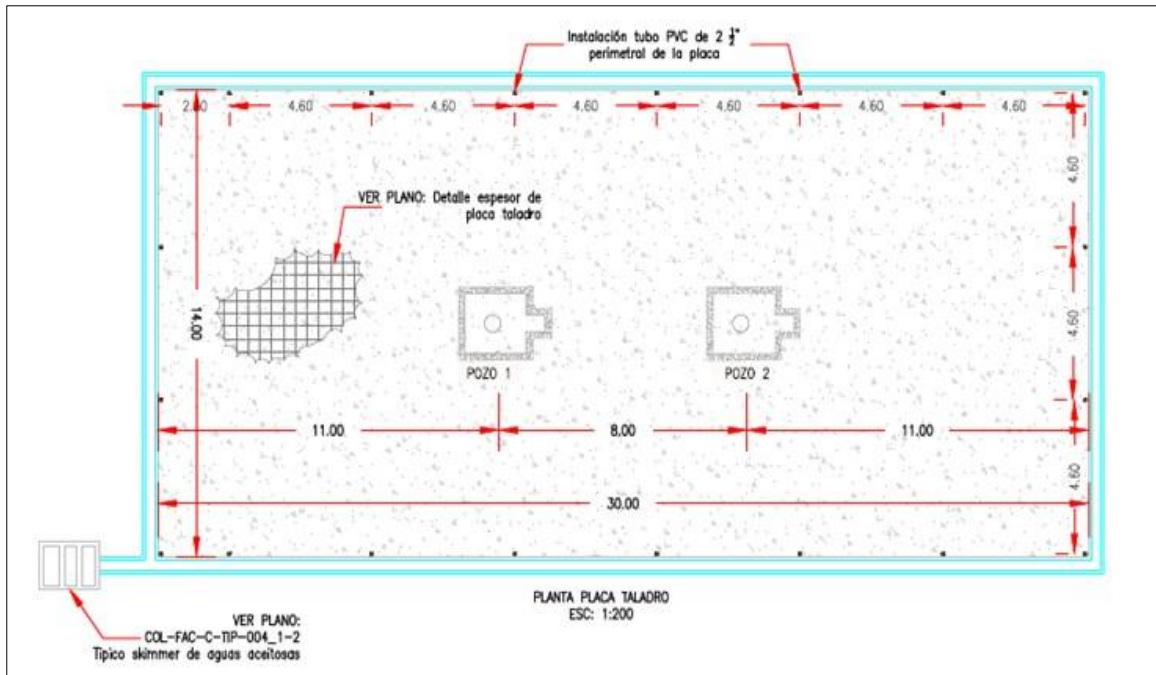 Instalación tubo PVC de 2 ½"
perimetral de la placa
4.60 4.60 4.60 4.60 4.60 4.60
4.60
VER PLANO: Detalle espesor de
placa taladro
14.00
4.60
POZO 1 POZO 2
11.00 8.00 11.00
4.60
30.00
PLANTA PLACA TALADRO
ESC: 1:200
VER PLANO:
COL-FAC-C-TIP-004_1-2
Tipico skimmer de aguas aceitosas